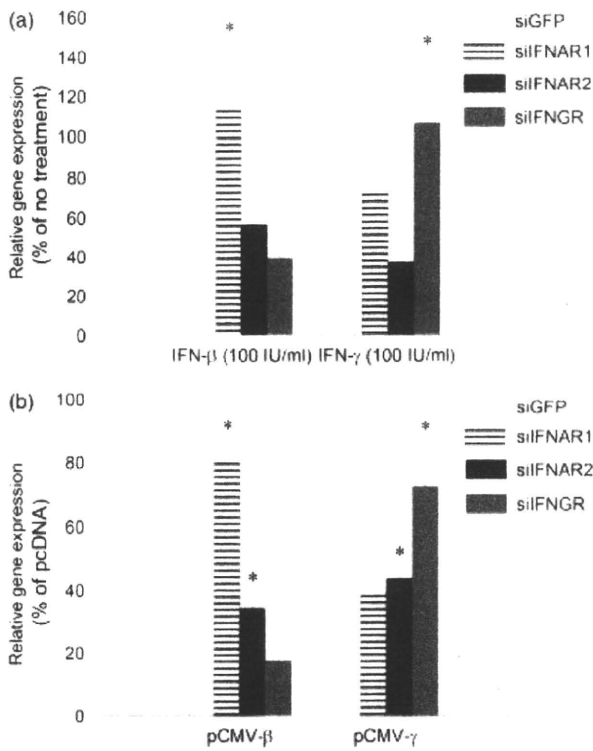 (a)
160
140
120
100
80
60
40
20
0
Relative gene expression
(% of no treatment)
*
*
siGFP
siIFNAR1
siIFNAR2
siIFNGR
IFN-β (100 IU/ml) IFN-γ (100 IU/ml)
(b)
100
80
60
40
20
0
Relative gene expression
(% of pcDNA)
*
*
*
*
siGFP
siIFNAR1
siIFNAR2
siIFNGR
pCMV-β pCMV-γ